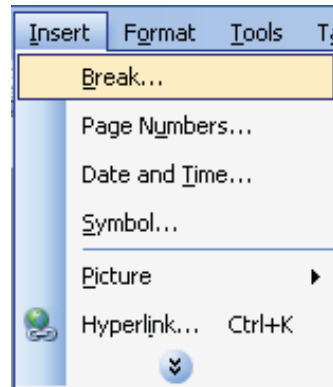 Insert Format Tools
Break...
Page Numbers...
Date and Time...
Symbol...
Picture
Hyperlink... Ctrl+K